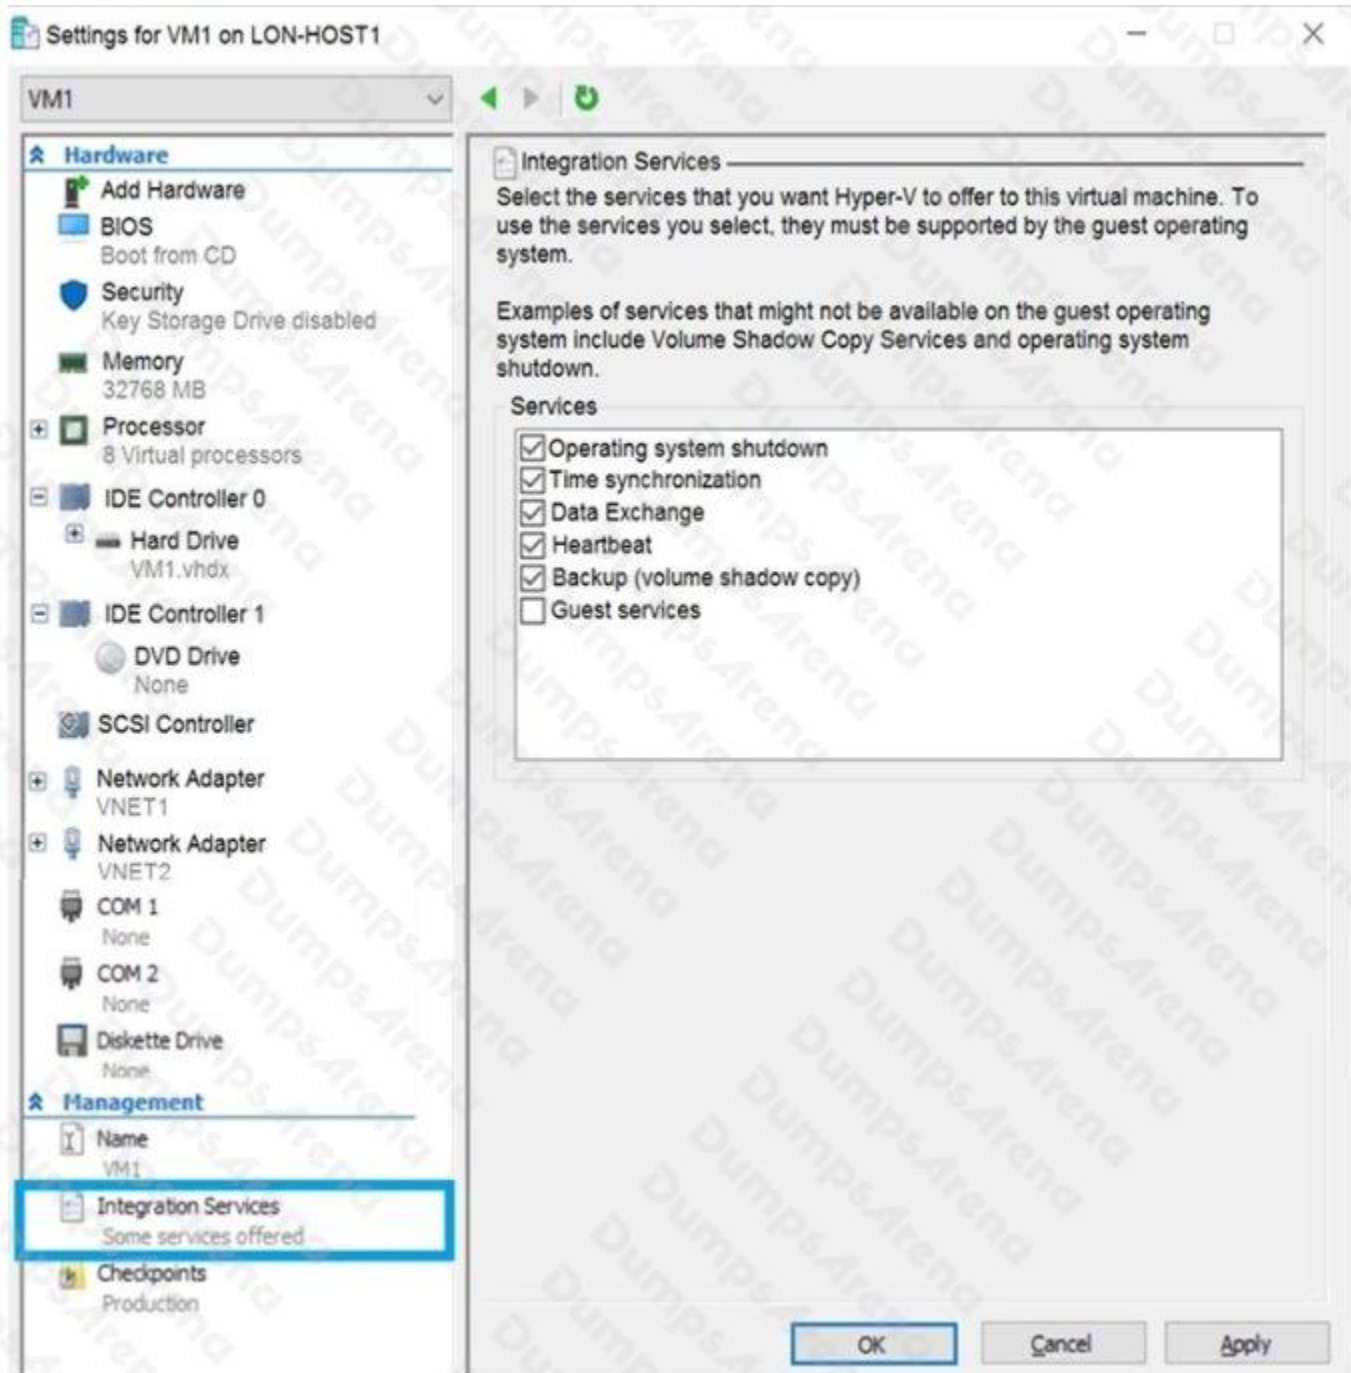 Settings for VM1 on LON-HOST1
VM1
Hardware
Add Hardware
BIOS
Boot from CD
Security
Key Storage Drive disabled
Memory
32768 MB
Processor
8 Virtual processors
IDE Controller 0
Hard Drive
VM1.vhdx
IDE Controller 1
DVD Drive
None
SCSI Controller
Network Adapter
VNET1
Network Adapter
VNET2
COM 1
None
COM 2
None
Diskette Drive
None
Management
Name
VM1
Integration Services
Some services offered
Checkpoints
Production
Integration Services
Select the services that you want Hyper-V to offer to this virtual machine. To
use the services you select, they must be supported by the guest operating
system.
Examples of services that might not be available on the guest operating
system include Volume Shadow Copy Services and operating system
shutdown.
Services
Operating system shutdown
Time synchronization
Data Exchange
Heartbeat
Backup (volume shadow copy)
Guest services
OK
Cancel
Apply
DumpsArena